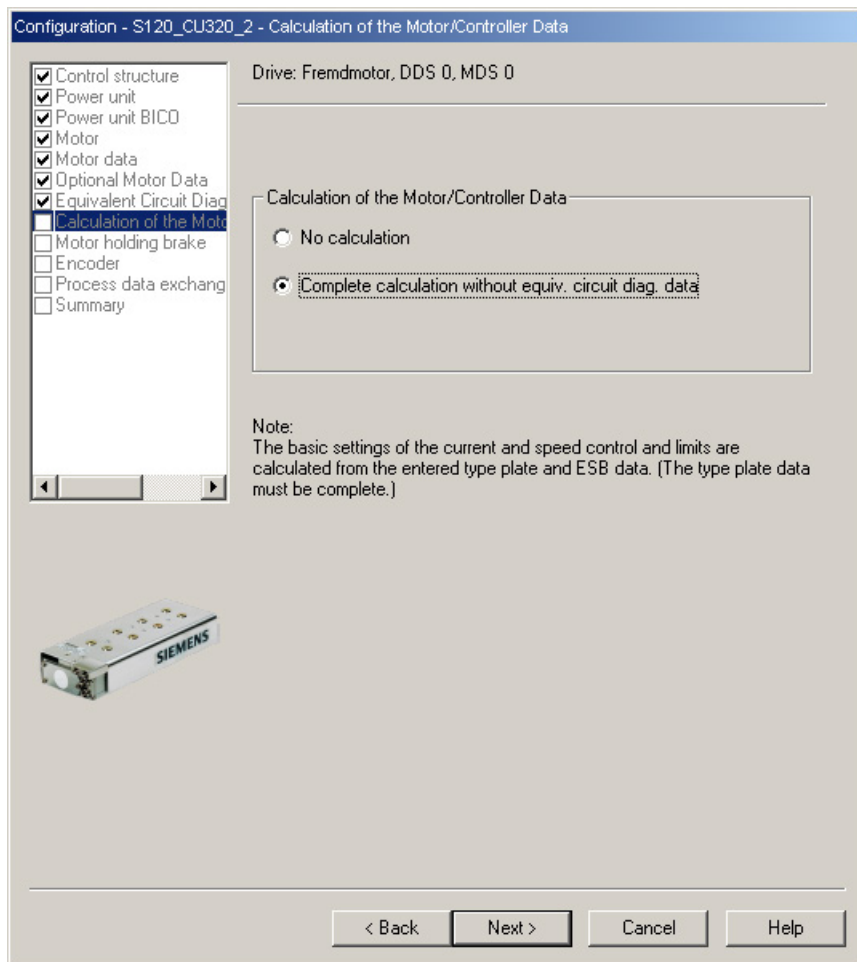 Configuration - S120_CU320_2 - Calculation of the Motor/Controller Data
Control structure
Power unit
Power unit BICO
Motor
Motor data
Optional Motor Data
Equivalent Circuit Diag
Calculation of the Moto
Motor holding brake
Encoder
Process data exchang
Summary
Drive: Fremdmotor, DDS 0, MDS 0
Calculation of the Motor/Controller Data
No calculation
Complete calculation without equiv. circuit diag. data
Note:
The basic settings of the current and speed control and limits are
calculated from the entered type plate and ESB data. (The type plate data
must be complete.)
SIEMENS
< Back
Next >
Cancel
Help